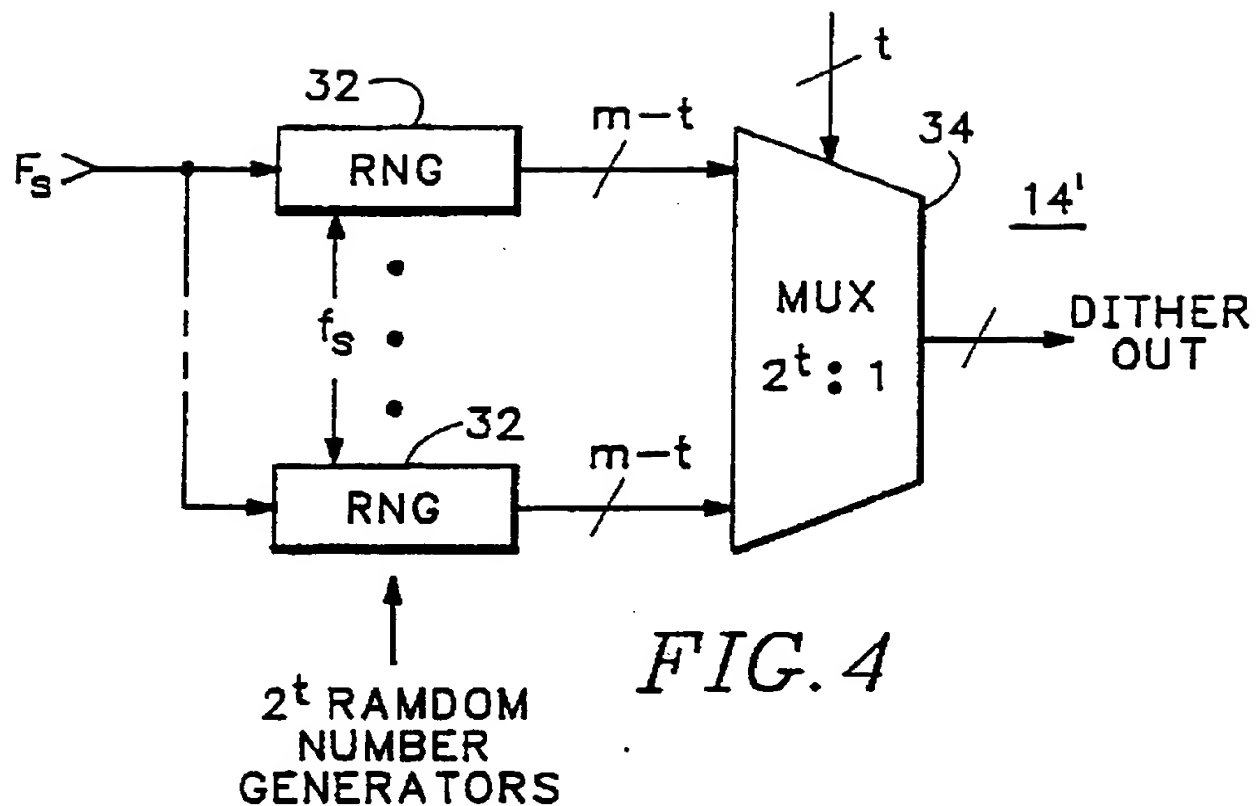 t
32
m-t
34
F_s
RNG
14'
f_s
MUX
2^t : 1
DITHER
OUT
32
m-t
RNG
FIG. 4
2^t RAMDOM
NUMBER
GENERATORS